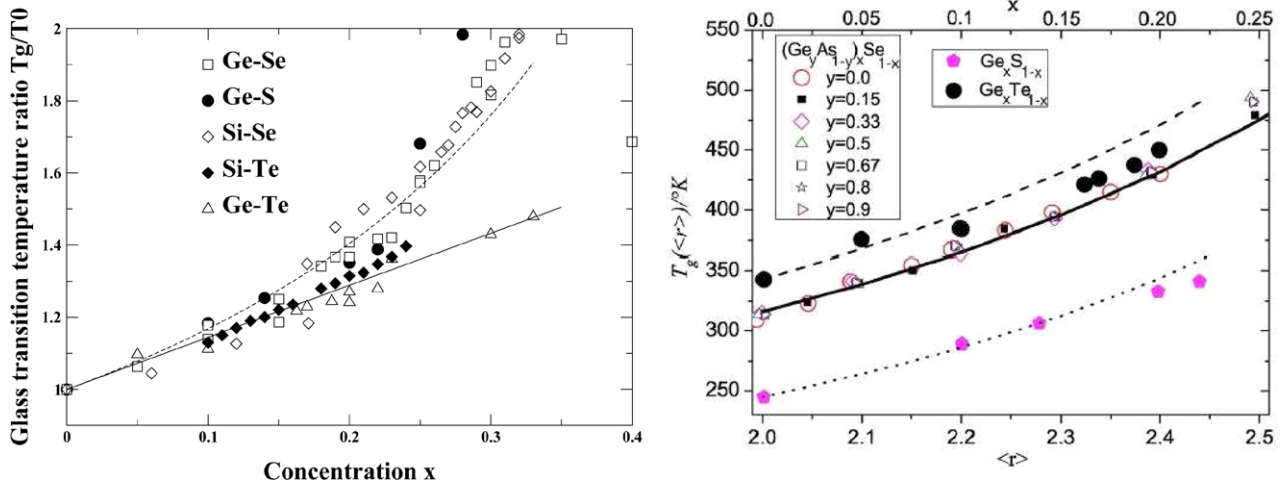 Glass transition temperature ratio Tg/T0
2
1.8
1.6
1.4
1.2
1
Ge-Se
Ge-S
Si-Se
Si-Te
Ge-Te
0 0.1 0.2 0.3 0.4
Concentration x
x
0.0 0.05 0.1 0.15 0.20 0.25
550
500
450
400
350
300
250
Tg(<r>)/°K
(GeyAs1-y)xSe1-x
y=0.0
y=0.15
y=0.33
y=0.5
y=0.67
y=0.8
y=0.9
GexS1-x
GexTe1-x
2.0 2.1 2.2 2.3 2.4 2.5
<r>